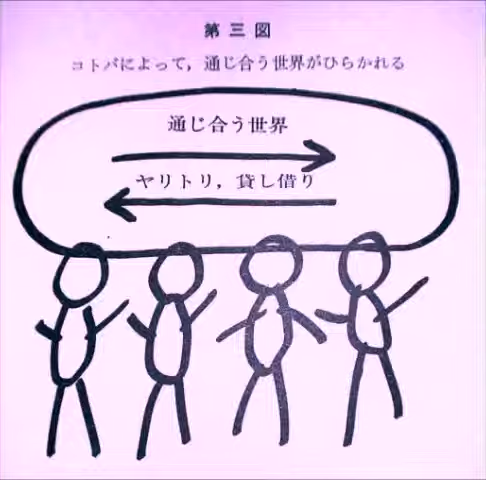 第三図
コトバによって，通じ合う世界がひらかれる
通じ合う世界
ヤリトリ，貸し借り